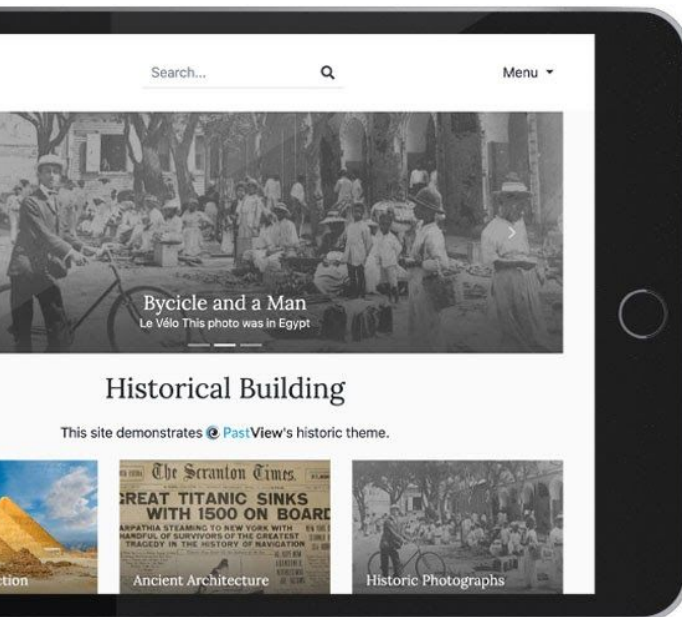 Search...
Menu
Bycicle and a Man
Le Vélo This photo was in Egypt
Historical Building
This site demonstrates PastView's historic theme.
The Scranton Times.
GREAT TITANIC SINKS
WITH 1500 ON BOARD
ARPATHIA STEAMING TO NEW YORK WITH
HANDFUL OF SURVIVORS OF THE GREATEST
TRAGEDY IN THE HISTORY OF NAVIGATION
ction
Ancient Architecture
Historic Photographs